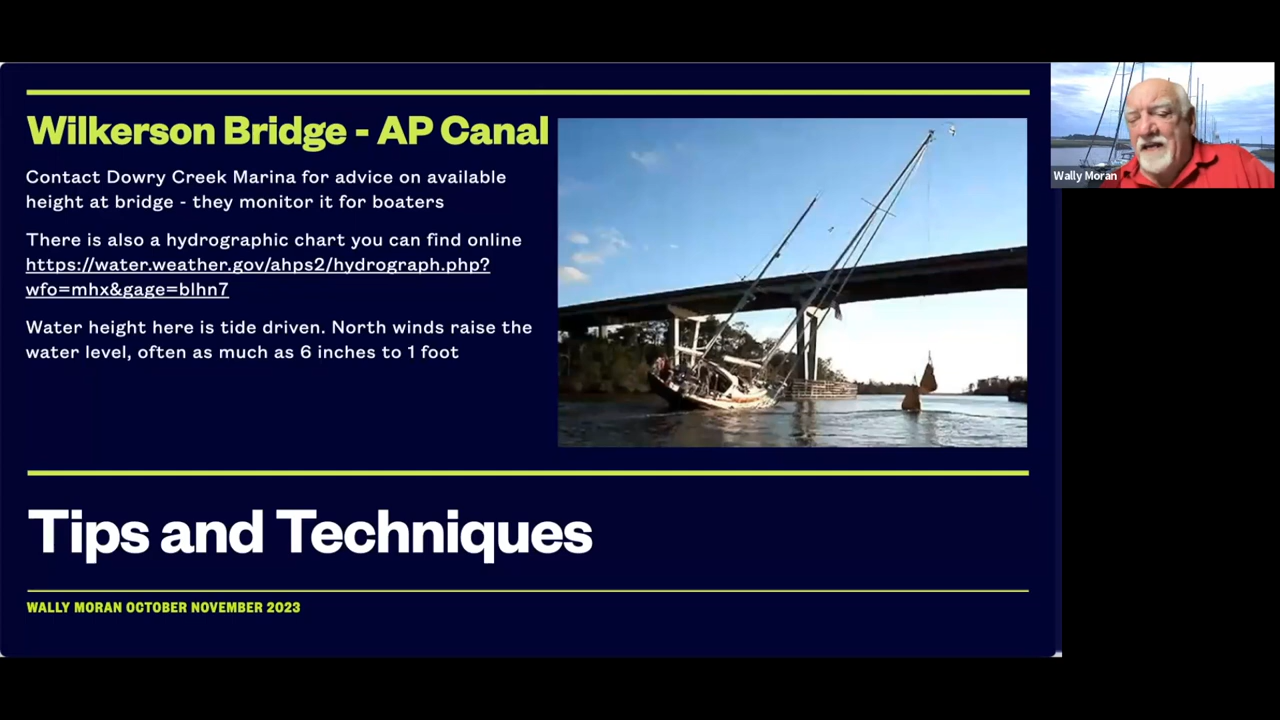 Wilkerson Bridge - AP Canal
Contact Dowry Creek Marina for advice on available
height at bridge - they monitor it for boaters
There is also a hydrographic chart you can find online
https://water.weather.gov/ahps2/hydrograph.php?
wfo=mhx&gage=blhn7
Water height here is tide driven. North winds raise the
water level, often as much as 6 inches to 1 foot
Tips and Techniques
WALLY MORAN OCTOBER NOVEMBER 2023
Wally Moran